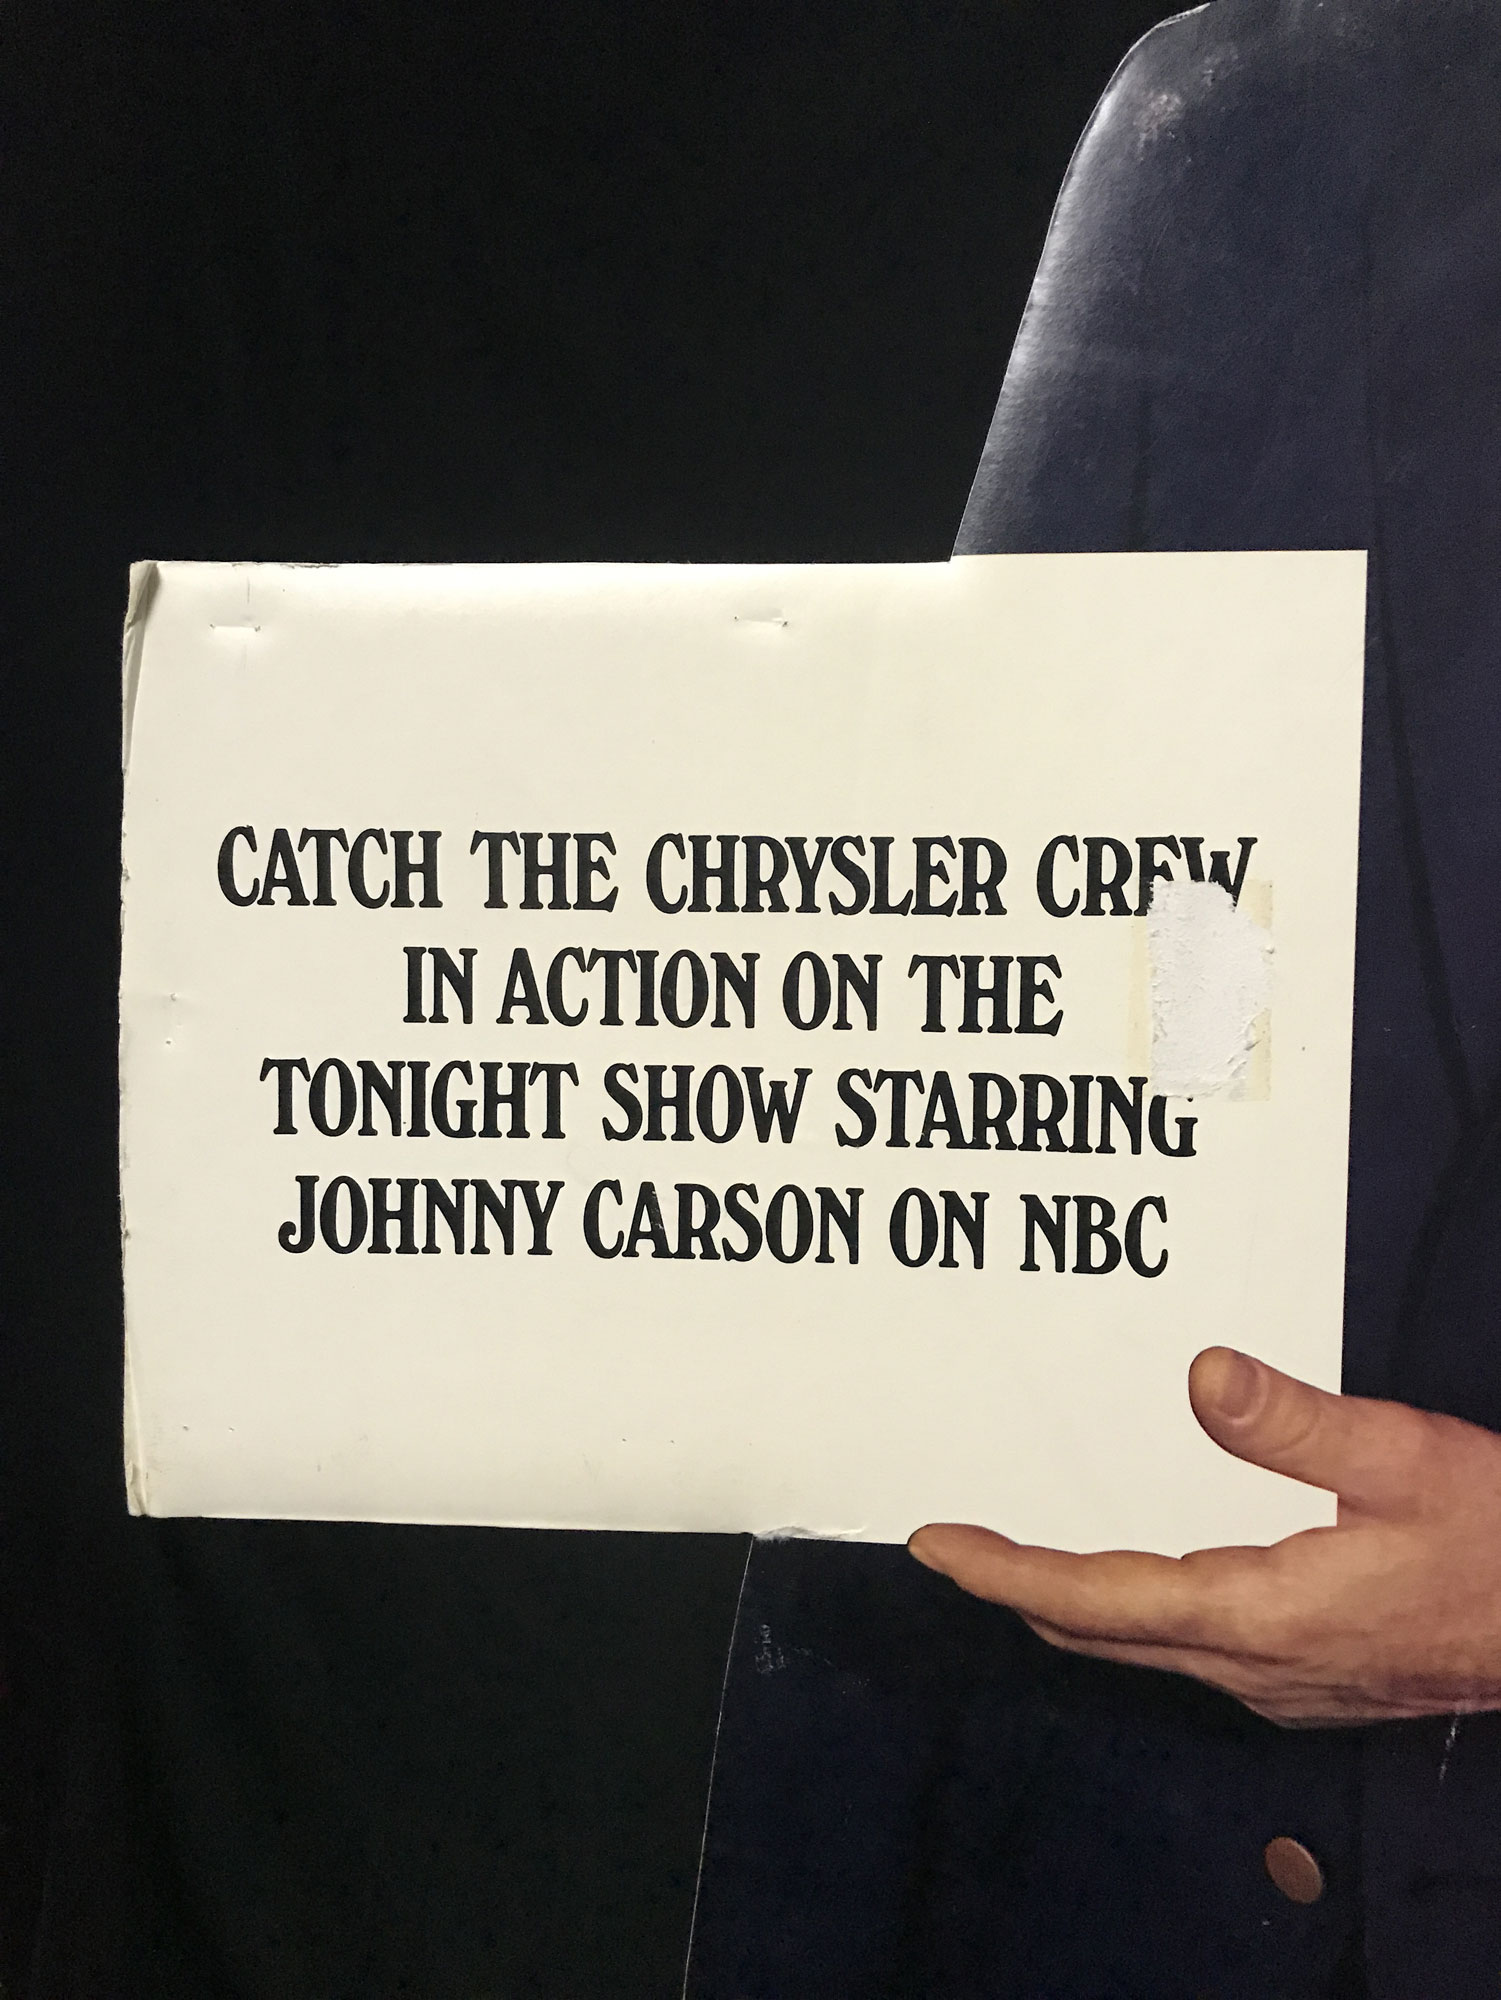 CATCH THE CHRYSLER CREW
IN ACTION ON THE
TONIGHT SHOW STARRING
JOHNNY CARSON ON NBC